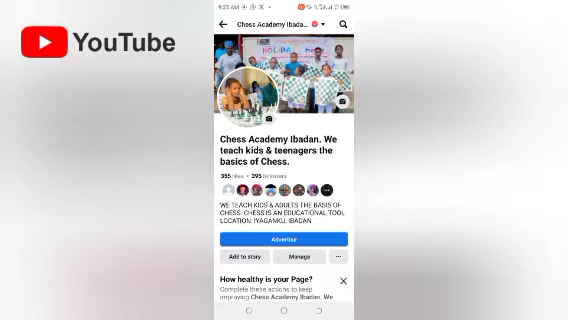 YouTube
9:25 AM
Chess Academy Ibadan...
Chess Academy Ibadan. We
teach kids & teenagers the
basics of Chess.
355 likes • 395 followers
WE TEACH KIDS & ADULTS THE BASIS OF
CHESS. CHESS IS AN EDUCATIONAL TOOL
LOCATION: IYAGANKU, IBADAN
Advertise
Add to story
Manage
How healthy is your Page?
Complete these actions to keep
improving Chess Academy Ibadan. We